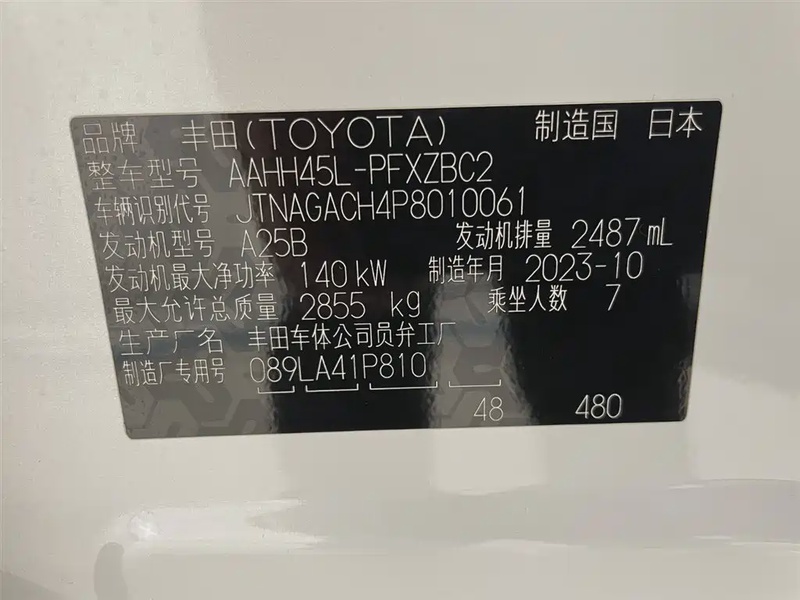 品牌 丰田(TOYOTA) 制造国 日本
整车型号 AAHH45L-PFXZBC2
车辆识别代号 JTNAGACH4P8010061
发动机型号 A25B 发动机排量 2487 mL
发动机最大净功率 140 kW 制造年月 2023-10
最大允许总质量 2855 kg 乘坐人数 7
生产厂名 丰田车体公司员弁工厂
制造厂专用号 089LA41P810
48 480